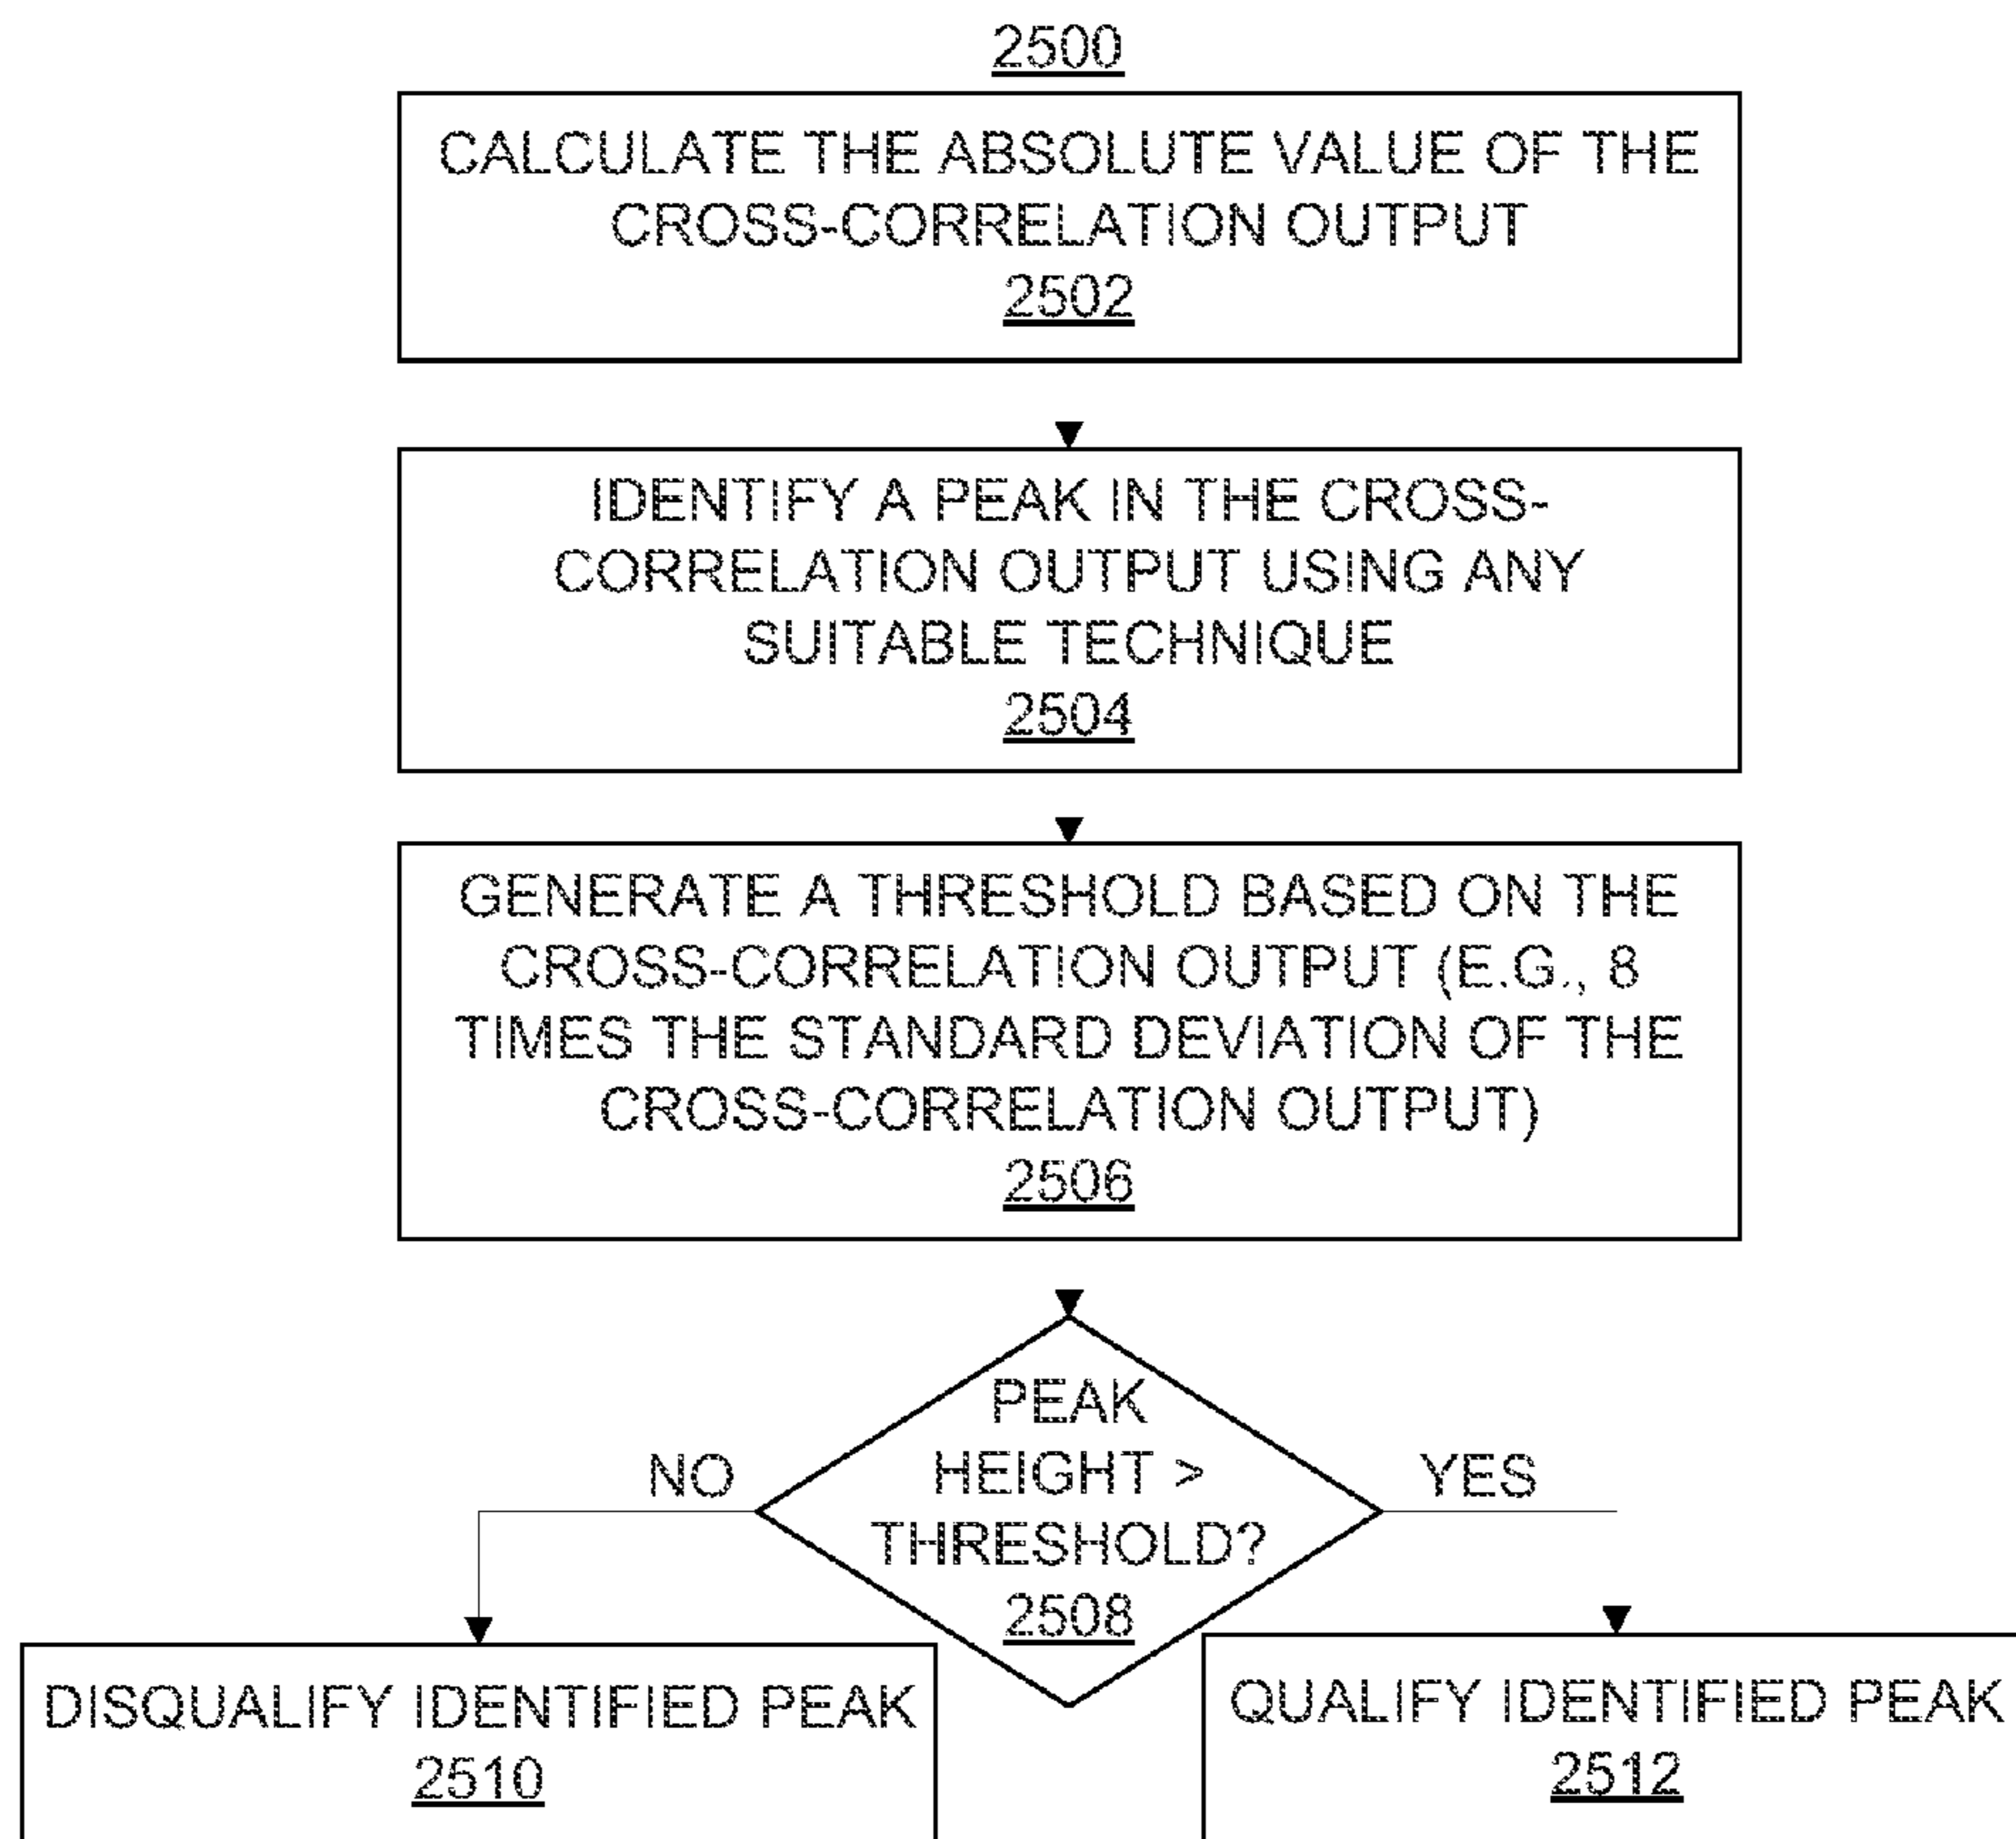 2500
CALCULATE THE ABSOLUTE VALUE OF THE
CROSS-CORRELATION OUTPUT
2502
IDENTIFY A PEAK IN THE CROSS-
CORRELATION OUTPUT USING ANY
SUITABLE TECHNIQUE
2504
GENERATE A THRESHOLD BASED ON THE
CROSS-CORRELATION OUTPUT (E.G., 8
TIMES THE STANDARD DEVIATION OF THE
CROSS-CORRELATION OUTPUT)
2506
PEAK
HEIGHT >
THRESHOLD?
2508
NO
YES
DISQUALIFY IDENTIFIED PEAK
2510
QUALIFY IDENTIFIED PEAK
2512